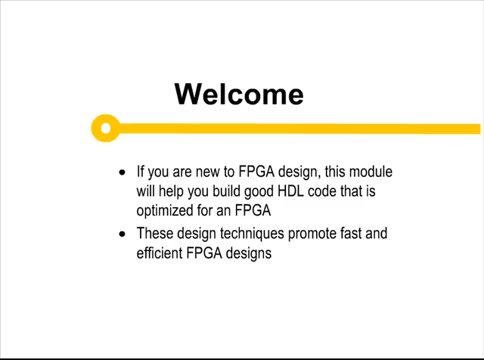 Welcome
• If you are new to FPGA design, this module
will help you build good HDL code that is
optimized for an FPGA
• These design techniques promote fast and
efficient FPGA designs